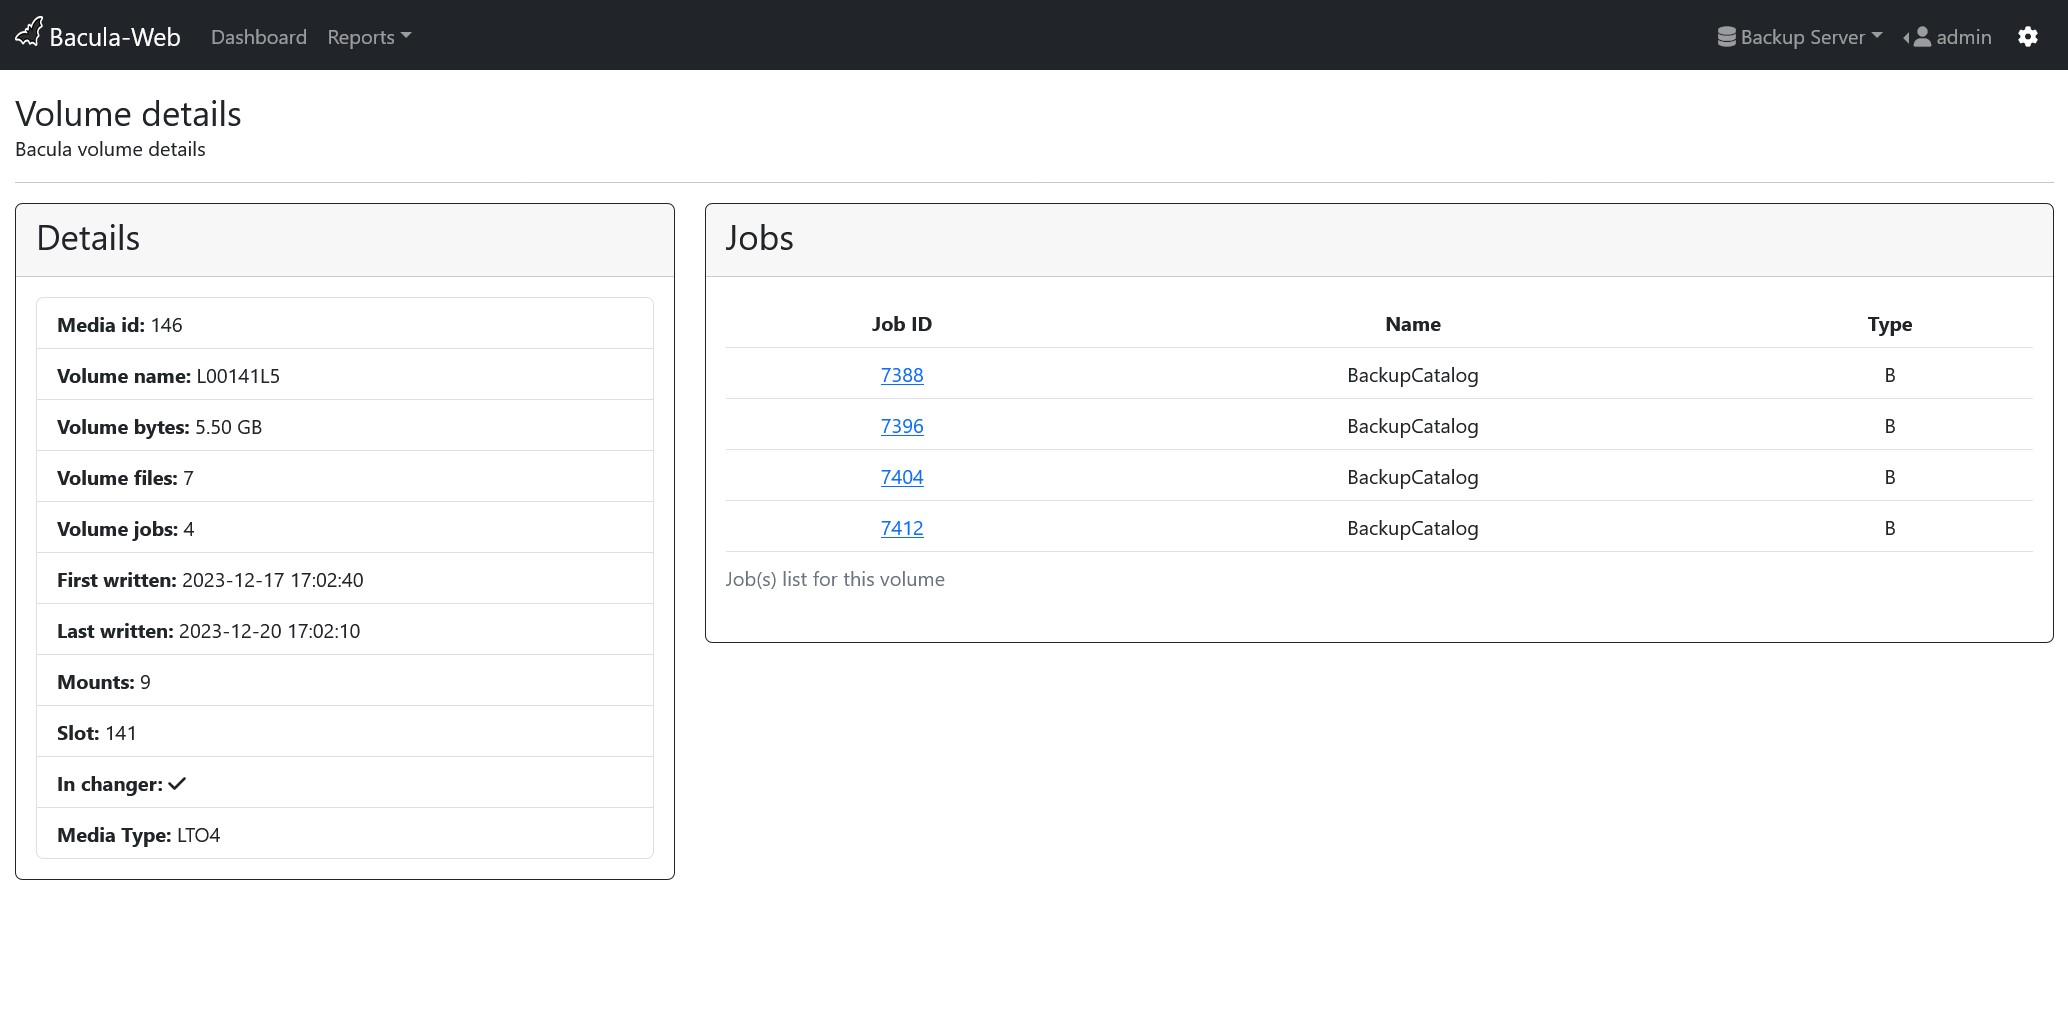 Bacula-Web Dashboard Reports Backup Server admin
Volume details
Bacula volume details
Details
Media id: 146
Volume name: L00141L5
Volume bytes: 5.50 GB
Volume files: 7
Volume jobs: 4
First written: 2023-12-17 17:02:40
Last written: 2023-12-20 17:02:10
Mounts: 9
Slot: 141
In changer:
Media Type: LTO4
Jobs
Job ID Name Type
7388 BackupCatalog B
7396 BackupCatalog B
7404 BackupCatalog B
7412 BackupCatalog B
Job(s) list for this volume